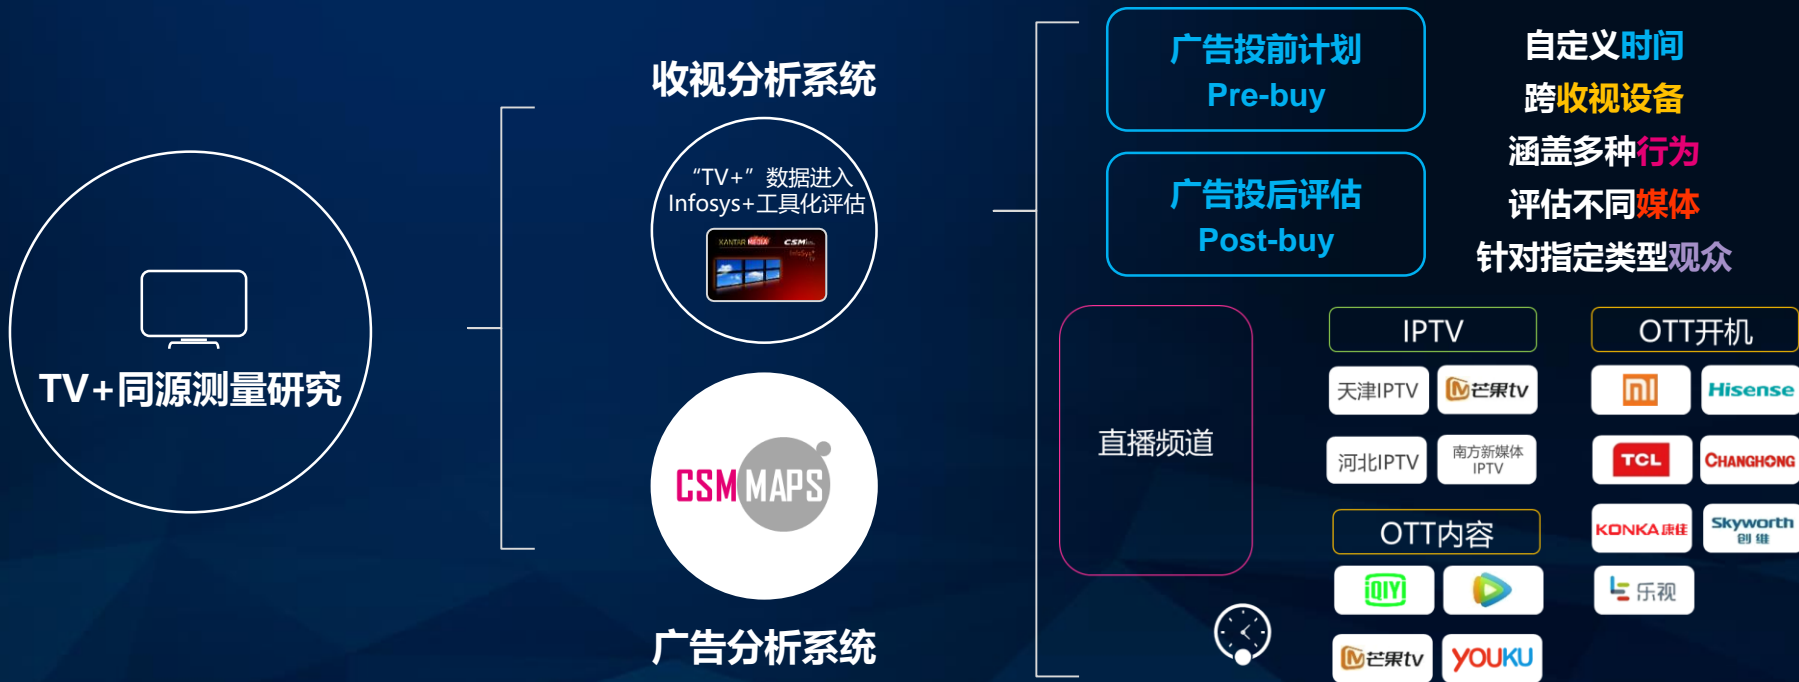 TV+同源测量研究
收视分析系统
“TV+”数据进入
Infosys+工具化评估
KANTAR MEDIA
CSM
InfoSys+
TV
CSM MAPS
广告分析系统
广告投前计划
Pre-buy
广告投后评估
Post-buy
自定义时间
跨收视设备
涵盖多种行为
评估不同媒体
针对指定类型观众
直播频道
IPTV
天津IPTV
芒果tv
河北IPTV
南方新媒体
IPTV
OTT内容
iQIYI
芒果tv
YOUKU
OTT开机
mi
Hisense
TCL
CHANGHONG
KONKA 康佳
Skyworth
创维
乐视